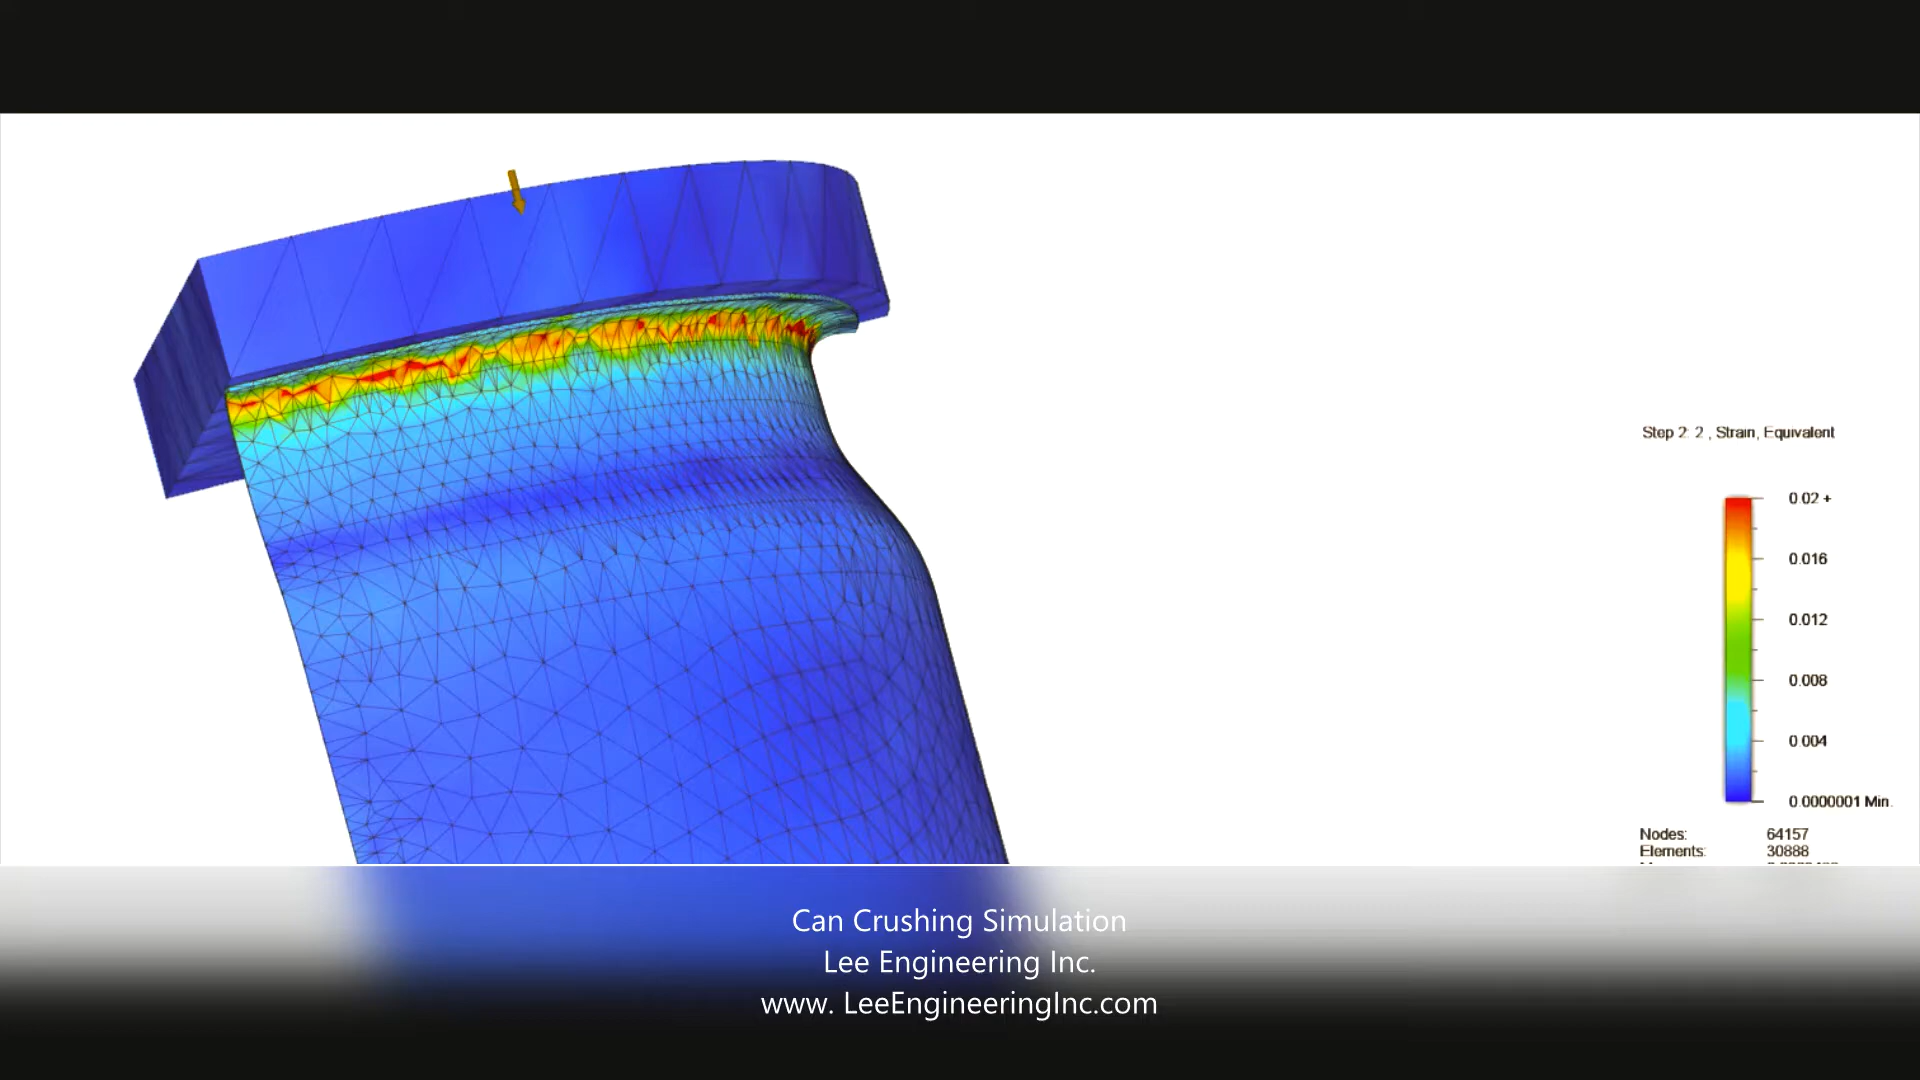 Step 2: 2 , Strain, Equivalent
0.02 +
0.016
0.012
0.008
0.004
0.0000001 Min.
Nodes: 64157
Elements: 30888
Can Crushing Simulation
Lee Engineering Inc.
www. LeeEngineeringInc.com